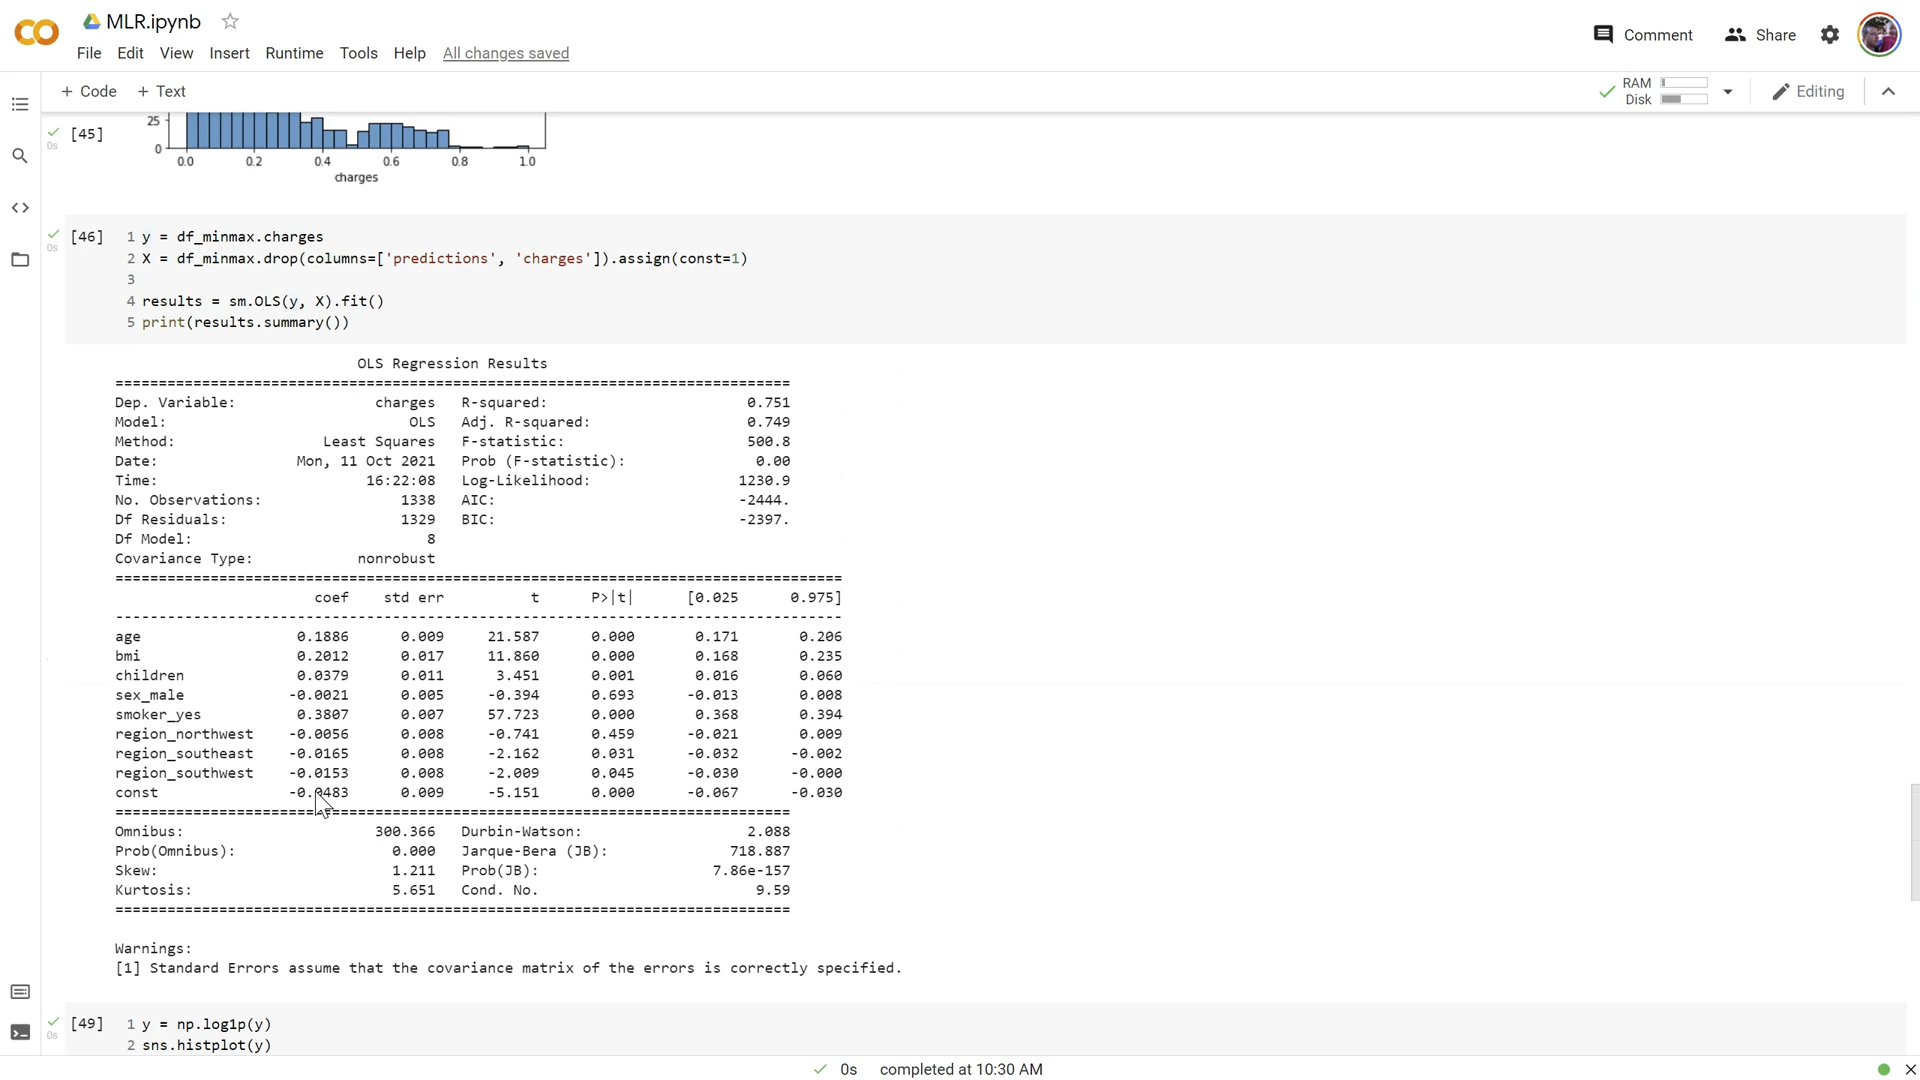 MLR.ipynb
File Edit View Insert Runtime Tools Help All changes saved
Comment Share
+ Code + Text
RAM
Disk
Editing
[45]
25
0
0.0 0.2 0.4 0.6 0.8 1.0
charges
0s
[46]
0s
1 y = df_minmax.charges
2 X = df_minmax.drop(columns=['predictions', 'charges']).assign(const=1)
3
4 results = sm.OLS(y, X).fit()
5 print(results.summary())
OLS Regression Results
==============================================================================
Dep. Variable: charges R-squared: 0.751
Model: OLS Adj. R-squared: 0.749
Method: Least Squares F-statistic: 500.8
Date: Mon, 11 Oct 2021 Prob (F-statistic): 0.00
Time: 16:22:08 Log-Likelihood: 1230.9
No. Observations: 1338 AIC: -2444.
Df Residuals: 1329 BIC: -2397.
Df Model: 8
Covariance Type: nonrobust
====================================================================================
coef std err t P>|t| [0.025 0.975]
------------------------------------------------------------------------------------
age 0.1886 0.009 21.587 0.000 0.171 0.206
bmi 0.2012 0.017 11.860 0.000 0.168 0.235
children 0.0379 0.011 3.451 0.001 0.016 0.060
sex_male -0.0021 0.005 -0.394 0.693 -0.013 0.008
smoker_yes 0.3807 0.007 57.723 0.000 0.368 0.394
region_northwest -0.0056 0.008 -0.741 0.459 -0.021 0.009
region_southeast -0.0165 0.008 -2.162 0.031 -0.032 -0.002
region_southwest -0.0153 0.008 -2.009 0.045 -0.030 -0.000
const -0.0483 0.009 -5.151 0.000 -0.067 -0.030
==============================================================================
Omnibus: 300.366 Durbin-Watson: 2.088
Prob(Omnibus): 0.000 Jarque-Bera (JB): 718.887
Skew: 1.211 Prob(JB): 7.86e-157
Kurtosis: 5.651 Cond. No. 9.59
==============================================================================
Warnings:
[1] Standard Errors assume that the covariance matrix of the errors is correctly specified.
[49]
0s
1 y = np.log1p(y)
2 sns.histplot(y)
0s completed at 10:30 AM